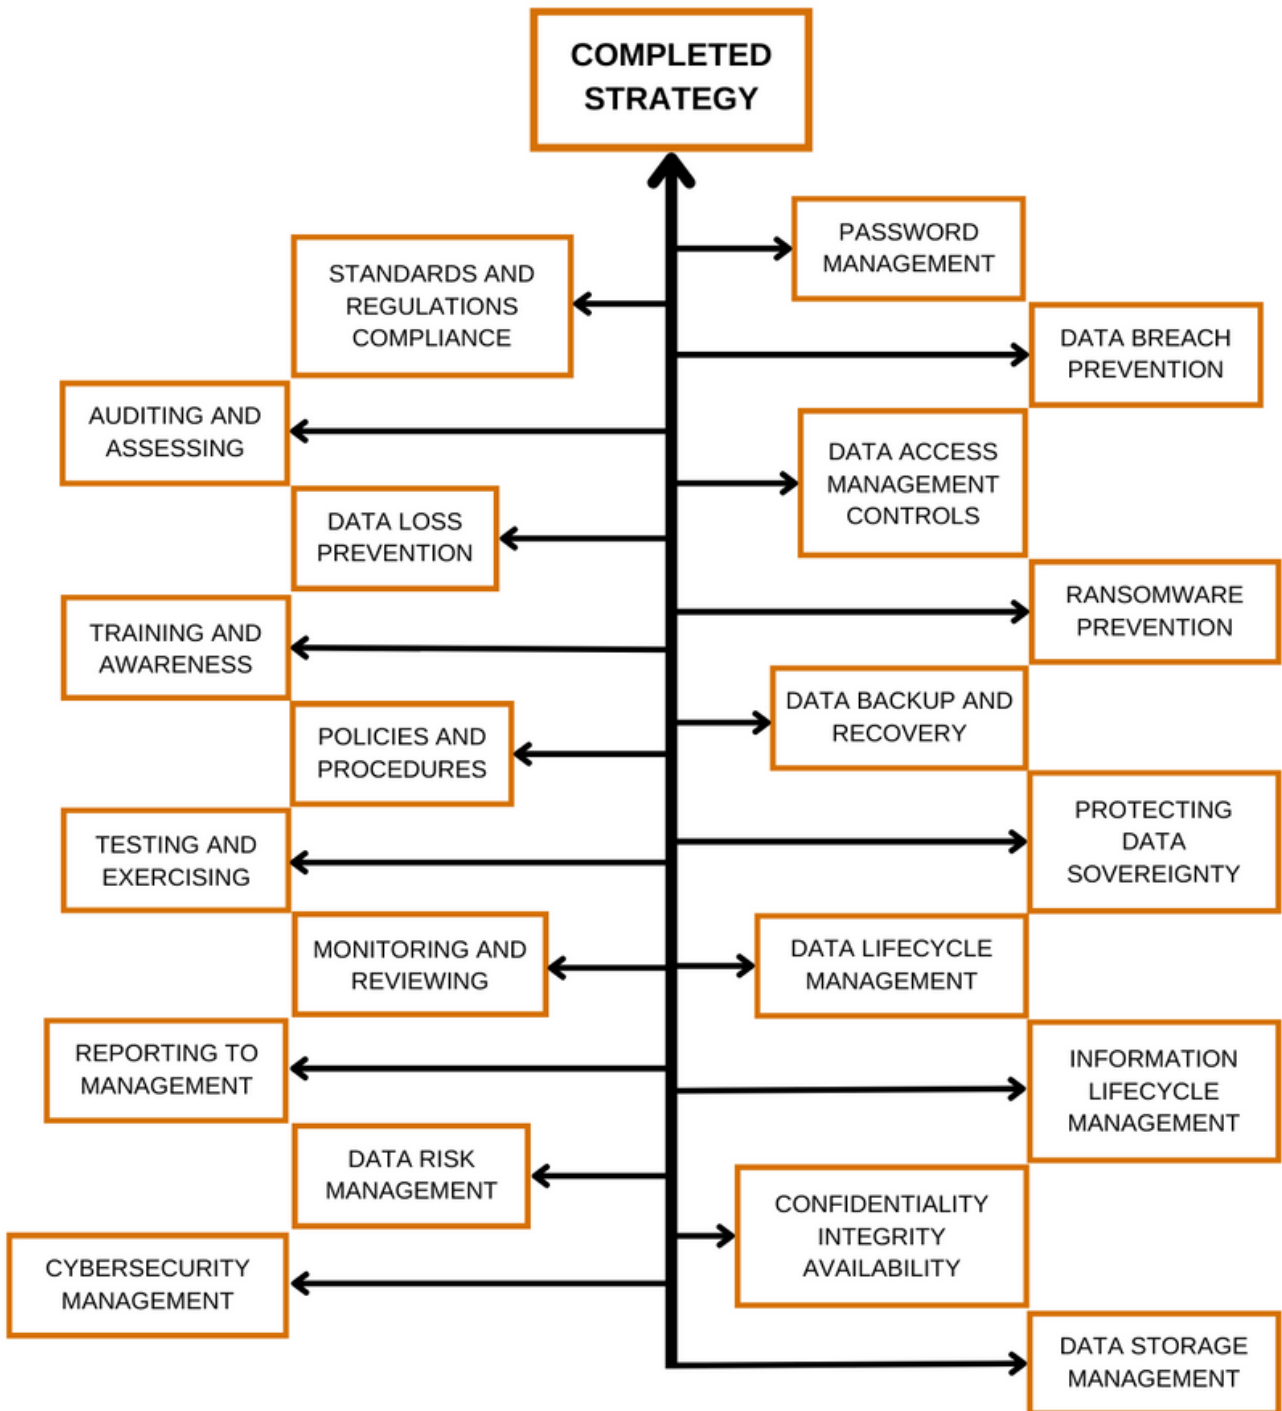 COMPLETED
STRATEGY
PASSWORD
MANAGEMENT
STANDARDS AND
REGULATIONS
COMPLIANCE
DATA BREACH
PREVENTION
AUDITING AND
ASSESSING
DATA ACCESS
MANAGEMENT
CONTROLS
DATA LOSS
PREVENTION
RANSOMWARE
PREVENTION
TRAINING AND
AWARENESS
DATA BACKUP AND
RECOVERY
POLICIES AND
PROCEDURES
PROTECTING
DATA
SOVEREIGNTY
TESTING AND
EXERCISING
MONITORING AND
REVIEWING
DATA LIFECYCLE
MANAGEMENT
REPORTING TO
MANAGEMENT
INFORMATION
LIFECYCLE
MANAGEMENT
DATA RISK
MANAGEMENT
CONFIDENTIALITY
INTEGRITY
AVAILABILITY
CYBERSECURITY
MANAGEMENT
DATA STORAGE
MANAGEMENT